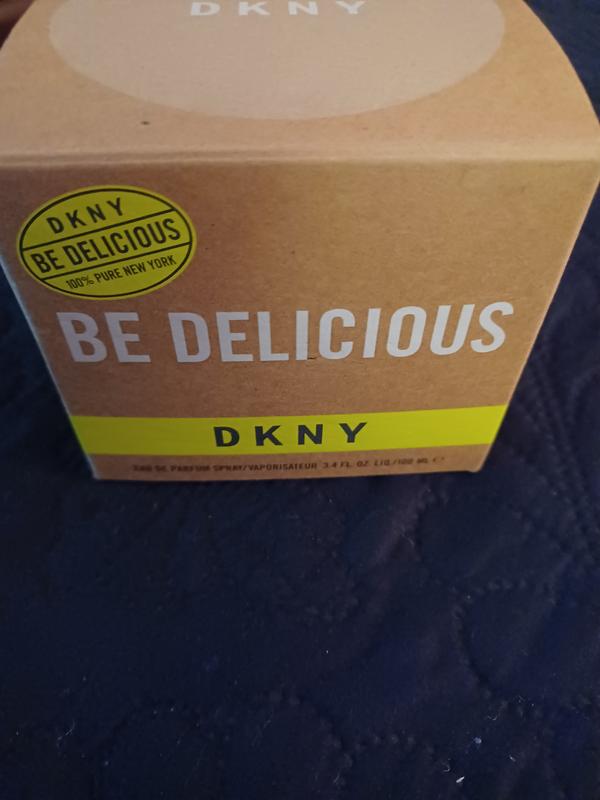 DKNY
DKNY
BE DELICIOUS
100% PURE NEW YORK
BE DELICIOUS
DKNY
EAU DE PARFUM SPRAY/VAPORISATEUR 3.4 FL. OZ. LIQ./100 ML ℮